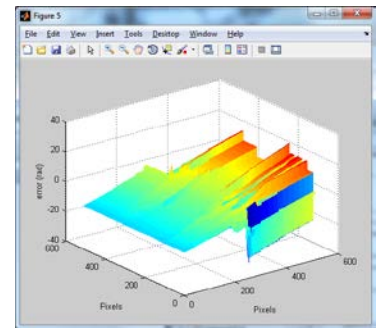 Figure 5
File Edit View Insert Tools Desktop Window Help
40
20
0
-20
-40
error (rad)
600
400
200
0
Pixels
0
200
400
600
Pixels